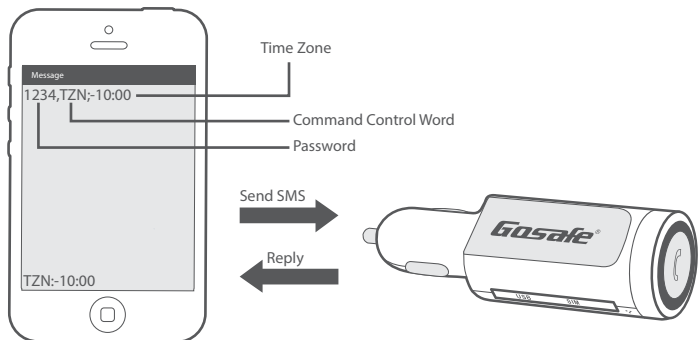 Time Zone
Message
1234,TZN;-10:00
Command Control Word
Password
Send SMS
Gosafe®
Reply
TZN:-10:00
USB SIM